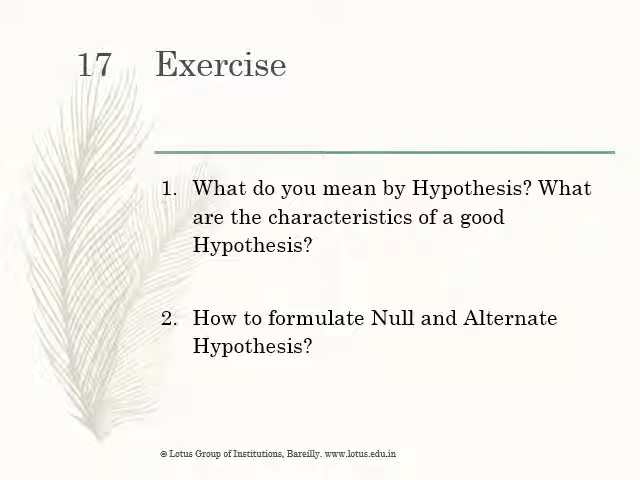 17 Exercise
1. What do you mean by Hypothesis? What
are the characteristics of a good
Hypothesis?
2. How to formulate Null and Alternate
Hypothesis?
© Lotus Group of Institutions, Bareilly. www.lotus.edu.in